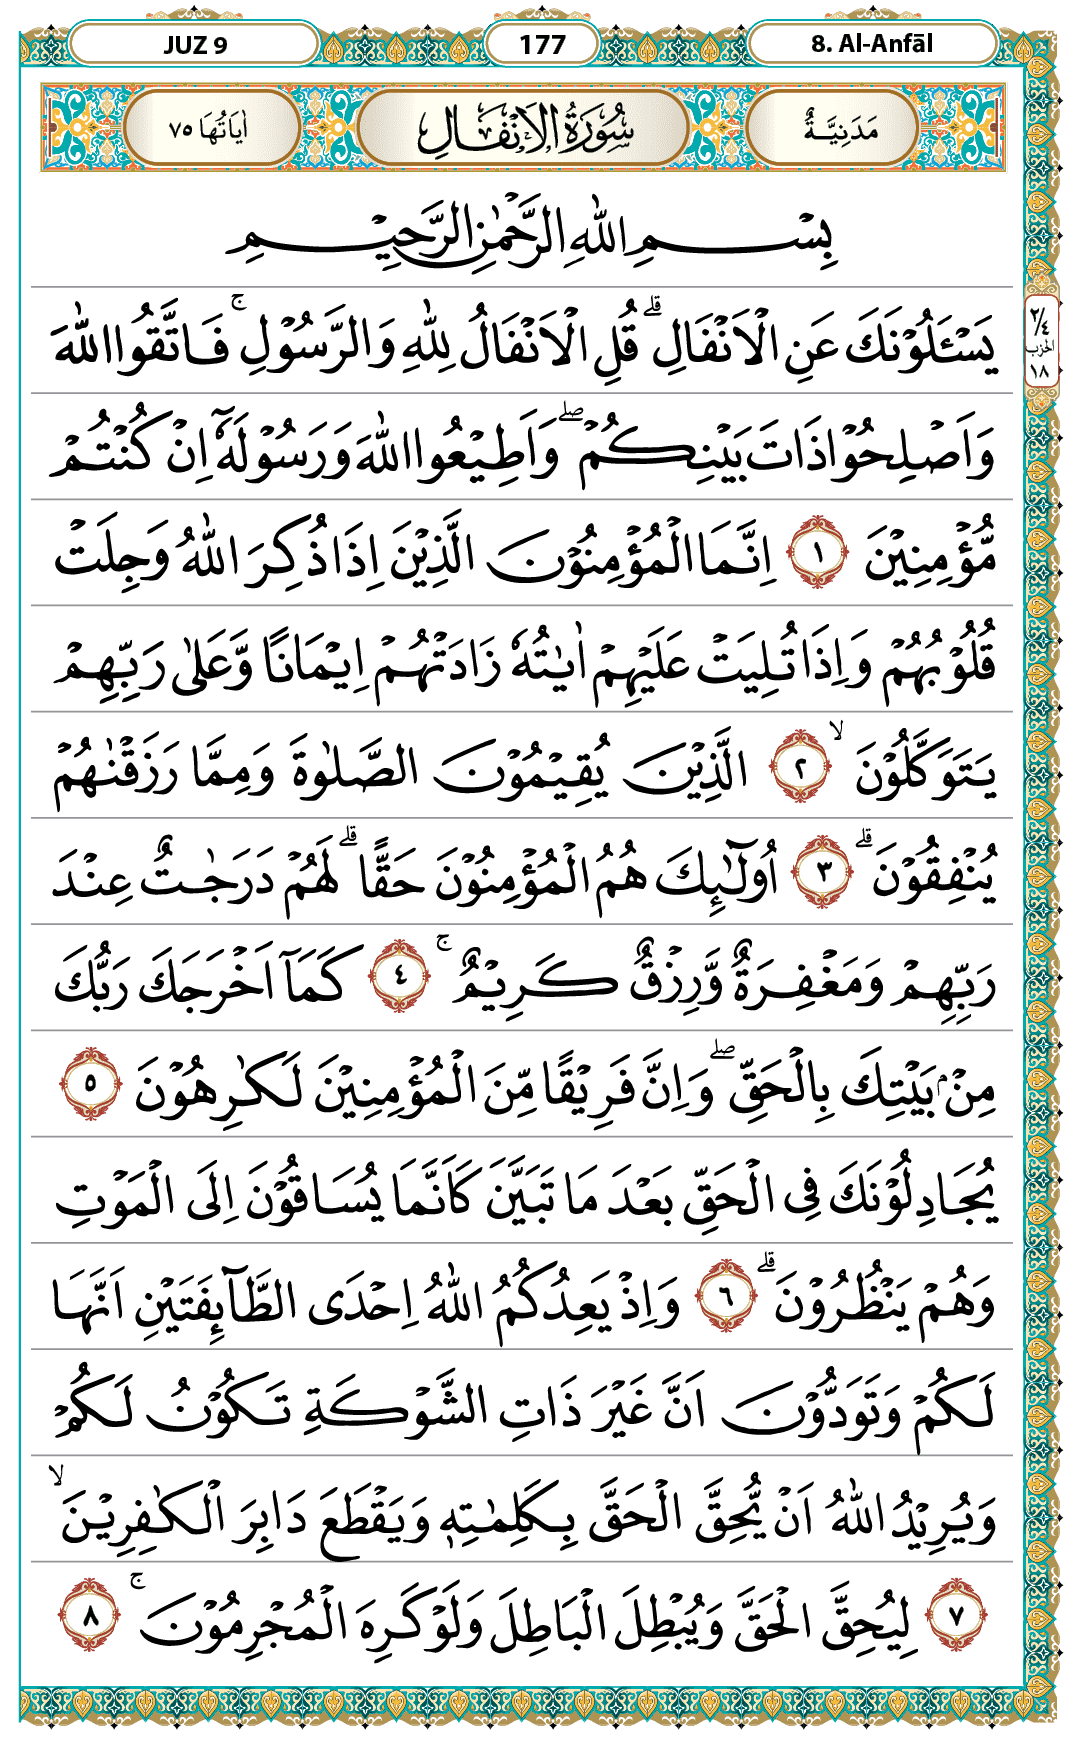 JUZ 9
177
8. Al-Anfāl
مَدَنِيَّةٌ
سُوْرَةُ الْاَنْفَالِ
اٰيَاتُهَا ٧٥
بِسْمِ اللّٰهِ الرَّحْمٰنِ الرَّحِيْمِ
يَسْـَٔلُوْنَكَ عَنِ الْاَنْفَالِۗ قُلِ الْاَنْفَالُ لِلّٰهِ وَالرَّسُوْلِۚ فَاتَّقُوا اللّٰهَ
٢/٤ الحزب ١٨
وَاَصْلِحُوْا ذَاتَ بَيْنِكُمْۖ وَاَطِيْعُوا اللّٰهَ وَرَسُوْلَهٗٓ اِنْ كُنْتُمْ
مُّؤْمِنِيْنَ ١ اِنَّمَا الْمُؤْمِنُوْنَ الَّذِيْنَ اِذَا ذُكِرَ اللّٰهُ وَجِلَتْ
قُلُوْبُهُمْ وَاِذَا تُلِيَتْ عَلَيْهِمْ اٰيٰتُهٗ زَادَتْهُمْ اِيْمَانًا وَّعَلٰى رَبِّهِمْ
يَتَوَكَّلُوْنَۙ ٢ الَّذِيْنَ يُقِيْمُوْنَ الصَّلٰوةَ وَمِمَّا رَزَقْنٰهُمْ
يُنْفِقُوْنَۗ ٣ اُولٰۤىِٕكَ هُمُ الْمُؤْمِنُوْنَ حَقًّاۗ لَهُمْ دَرَجٰتٌ عِنْدَ
رَبِّهِمْ وَمَغْفِرَةٌ وَّرِزْقٌ كَرِيْمٌۚ ٤ كَمَآ اَخْرَجَكَ رَبُّكَ
مِنْۢ بَيْتِكَ بِالْحَقِّۖ وَاِنَّ فَرِيْقًا مِّنَ الْمُؤْمِنِيْنَ لَكٰرِهُوْنَ ٥
يُجَادِلُوْنَكَ فِى الْحَقِّ بَعْدَ مَا تَبَيَّنَ كَاَنَّمَا يُسَاقُوْنَ اِلَى الْمَوْتِ
وَهُمْ يَنْظُرُوْنَۗ ٦ وَاِذْ يَعِدُكُمُ اللّٰهُ اِحْدَى الطَّاۤىِٕفَتَيْنِ اَنَّهَا
لَكُمْ وَتَوَدُّوْنَ اَنَّ غَيْرَ ذَاتِ الشَّوْكَةِ تَكُوْنُ لَكُمْ
وَيُرِيْدُ اللّٰهُ اَنْ يُّحِقَّ الْحَقَّ بِكَلِمٰتِهٖ وَيَقْطَعَ دَابِرَ الْكٰفِرِيْنَۙ
٧ لِيُحِقَّ الْحَقَّ وَيُبْطِلَ الْبَاطِلَ وَلَوْ كَرِهَ الْمُجْرِمُوْنَۚ ٨